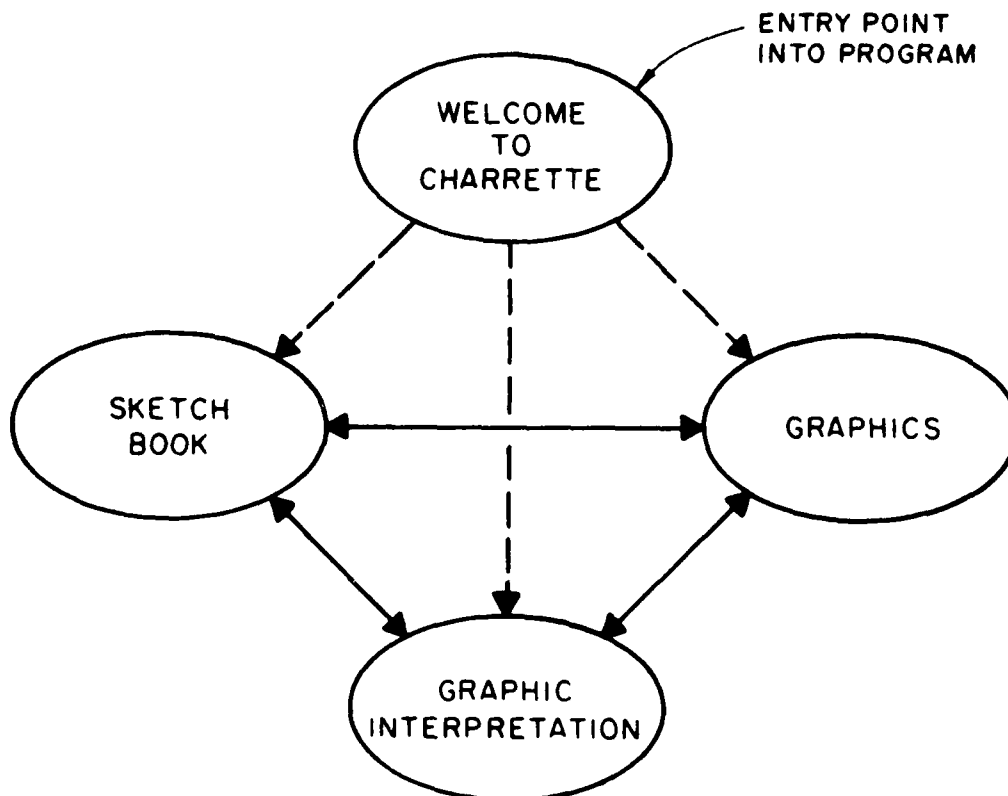 ENTRY POINT
INTO PROGRAM
WELCOME
TO
CHARRETTE
SKETCH
BOOK
GRAPHICS
GRAPHIC
INTERPRETATION